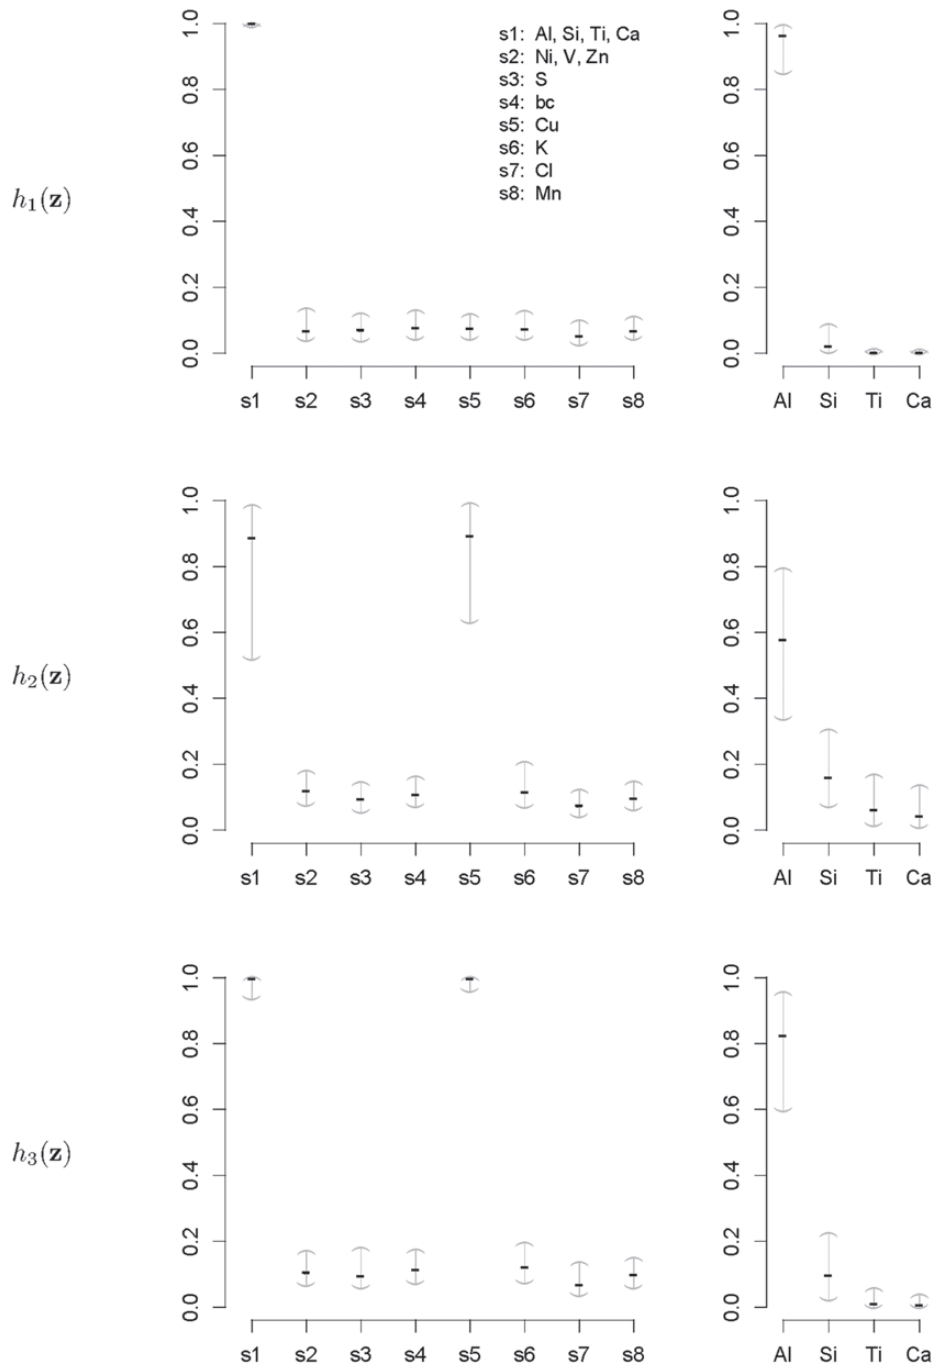 h₁(z)
1.0
0.8
0.6
0.4
0.2
0.0
s1 s2 s3 s4 s5 s6 s7 s8
s1: Al, Si, Ti, Ca
s2: Ni, V, Zn
s3: S
s4: bc
s5: Cu
s6: K
s7: Cl
s8: Mn
1.0
0.8
0.6
0.4
0.2
0.0
Al Si Ti Ca
h₂(z)
1.0
0.8
0.6
0.4
0.2
0.0
s1 s2 s3 s4 s5 s6 s7 s8
1.0
0.8
0.6
0.4
0.2
0.0
Al Si Ti Ca
h₃(z)
1.0
0.8
0.6
0.4
0.2
0.0
s1 s2 s3 s4 s5 s6 s7 s8
1.0
0.8
0.6
0.4
0.2
0.0
Al Si Ti Ca